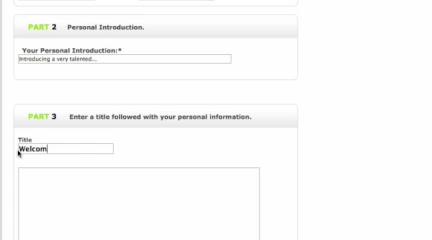 PART 2 Personal Introduction.
Your Personal Introduction:*
Introducing a very talented...
PART 3 Enter a title followed with your personal information.
Title
Welcom